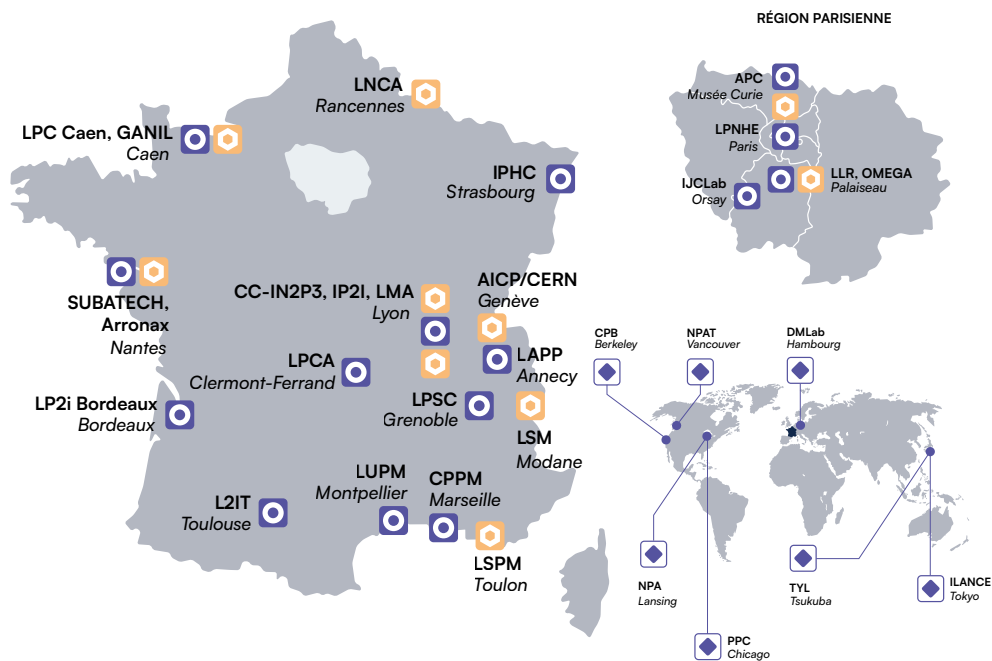 RÉGION PARISIENNE
LNCA
Rancennes
LPC Caen, GANIL
Caen
IPHC
Strasbourg
SUBATECH,
Arronax
Nantes
CC-IN2P3, IP2I, LMA
Lyon
AICP/CERN
Genève
LPCA
Clermont-Ferrand
LAPP
Annecy
LP2i Bordeaux
Bordeaux
LPSC
Grenoble
LSM
Modane
L2IT
Toulouse
LUPM
Montpellier
CPPM
Marseille
LSPM
Toulon
APC
Musée Curie
LPNHE
Paris
IJCLab
Orsay
LLR, OMEGA
Palaiseau
CPB
Berkeley
NPAT
Vancouver
DMLab
Hambourg
NPA
Lansing
PPC
Chicago
TYL
Tsukuba
ILANCE
Tokyo